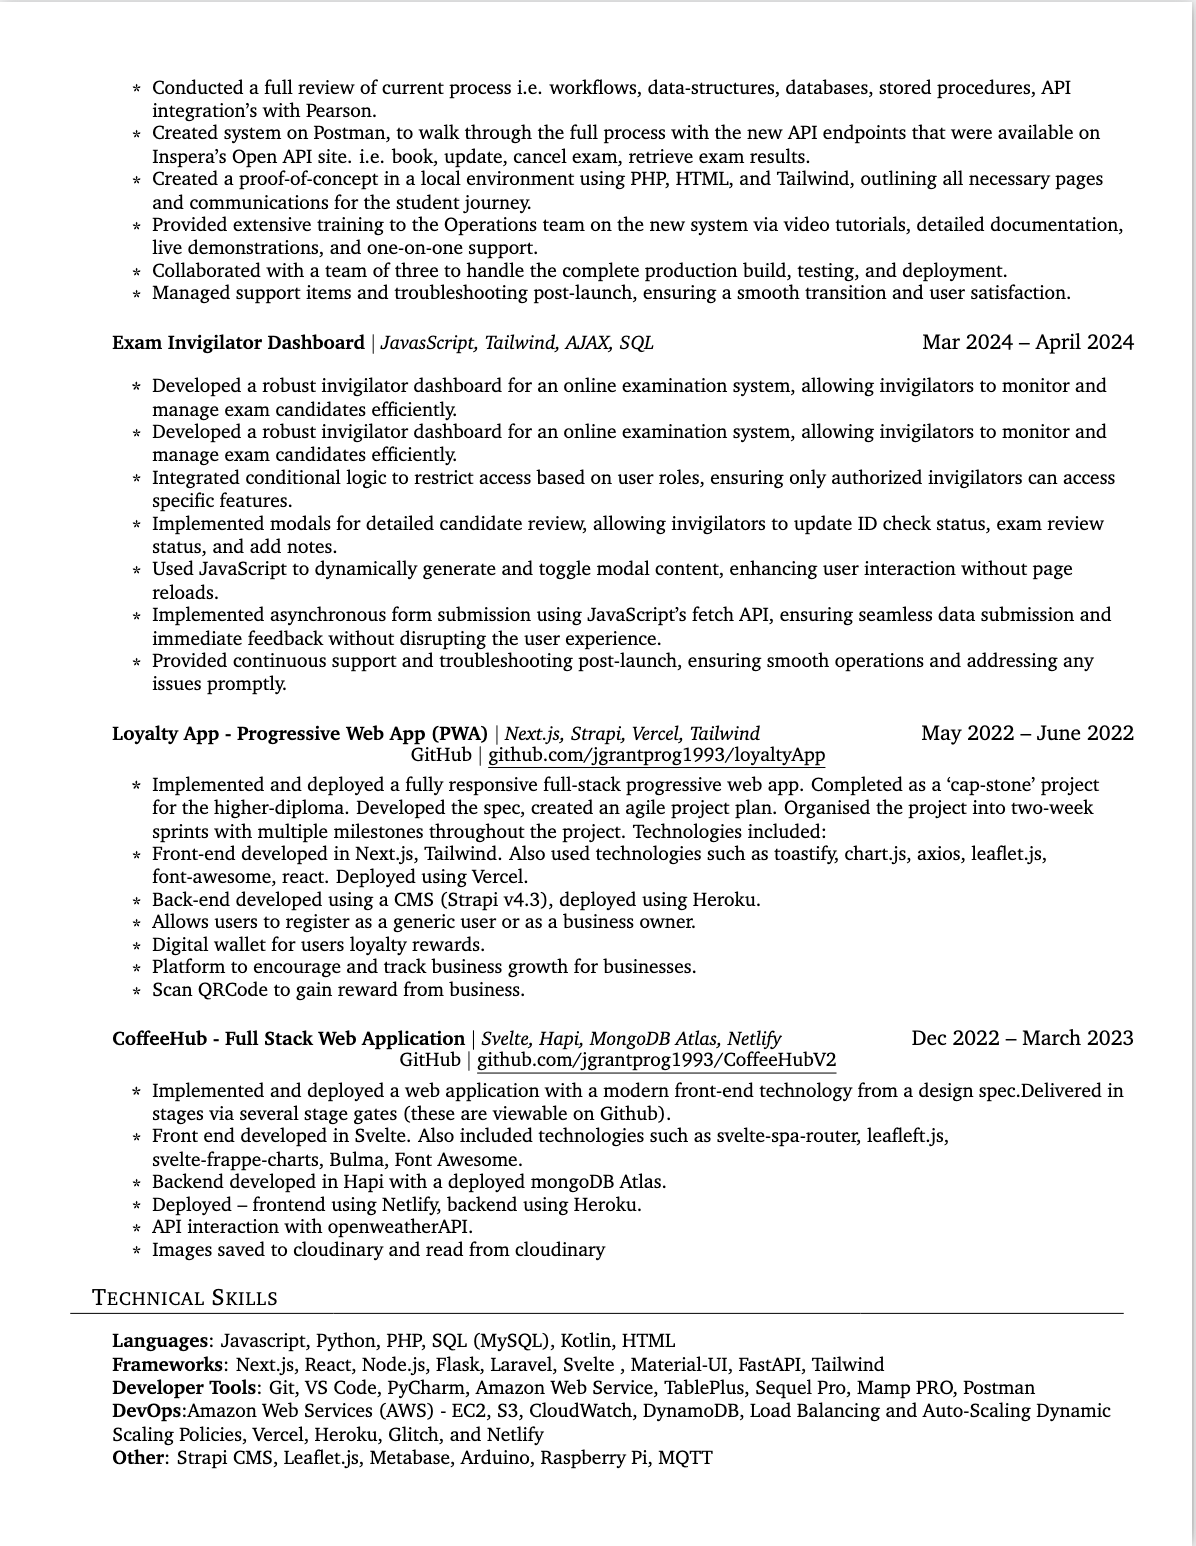 * Conducted a full review of current process i.e. workflows, data-structures, databases, stored procedures, API
integration's with Pearson.
* Created system on Postman, to walk through the full process with the new API endpoints that were available on
Inspera's Open API site. i.e. book, update, cancel exam, retrieve exam results.
* Created a proof-of-concept in a local environment using PHP, HTML, and Tailwind, outlining all necessary pages
and communications for the student journey.
* Provided extensive training to the Operations team on the new system via video tutorials, detailed documentation,
live demonstrations, and one-on-one support.
* Collaborated with a team of three to handle the complete production build, testing, and deployment.
* Managed support items and troubleshooting post-launch, ensuring a smooth transition and user satisfaction.
Exam Invigilator Dashboard | JavasScript, Tailwind, AJAX, SQL Mar 2024 – April 2024
* Developed a robust invigilator dashboard for an online examination system, allowing invigilators to monitor and
manage exam candidates efficiently.
* Developed a robust invigilator dashboard for an online examination system, allowing invigilators to monitor and
manage exam candidates efficiently.
* Integrated conditional logic to restrict access based on user roles, ensuring only authorized invigilators can access
specific features.
* Implemented modals for detailed candidate review, allowing invigilators to update ID check status, exam review
status, and add notes.
* Used JavaScript to dynamically generate and toggle modal content, enhancing user interaction without page
reloads.
* Implemented asynchronous form submission using JavaScript's fetch API, ensuring seamless data submission and
immediate feedback without disrupting the user experience.
* Provided continuous support and troubleshooting post-launch, ensuring smooth operations and addressing any
issues promptly.
Loyalty App - Progressive Web App (PWA) | Next.js, Strapi, Vercel, Tailwind May 2022 – June 2022
GitHub | github.com/jgrantprog1993/loyaltyApp
* Implemented and deployed a fully responsive full-stack progressive web app. Completed as a 'cap-stone' project
for the higher-diploma. Developed the spec, created an agile project plan. Organised the project into two-week
sprints with multiple milestones throughout the project. Technologies included:
* Front-end developed in Next.js, Tailwind. Also used technologies such as toastify, chart.js, axios, leaflet.js,
font-awesome, react. Deployed using Vercel.
* Back-end developed using a CMS (Strapi v4.3), deployed using Heroku.
* Allows users to register as a generic user or as a business owner.
* Digital wallet for users loyalty rewards.
* Platform to encourage and track business growth for businesses.
* Scan QRCode to gain reward from business.
CoffeeHub - Full Stack Web Application | Svelte, Hapi, MongoDB Atlas, Netlify Dec 2022 – March 2023
GitHub | github.com/jgrantprog1993/CoffeeHubV2
* Implemented and deployed a web application with a modern front-end technology from a design spec.Delivered in
stages via several stage gates (these are viewable on Github).
* Front end developed in Svelte. Also included technologies such as svelte-spa-router, leafleft.js,
svelte-frappe-charts, Bulma, Font Awesome.
* Backend developed in Hapi with a deployed mongoDB Atlas.
* Deployed – frontend using Netlify, backend using Heroku.
* API interaction with openweatherAPI.
* Images saved to cloudinary and read from cloudinary
Technical Skills
Languages: Javascript, Python, PHP, SQL (MySQL), Kotlin, HTML
Frameworks: Next.js, React, Node.js, Flask, Laravel, Svelte , Material-UI, FastAPI, Tailwind
Developer Tools: Git, VS Code, PyCharm, Amazon Web Service, TablePlus, Sequel Pro, Mamp PRO, Postman
DevOps:Amazon Web Services (AWS) - EC2, S3, CloudWatch, DynamoDB, Load Balancing and Auto-Scaling Dynamic
Scaling Policies, Vercel, Heroku, Glitch, and Netlify
Other: Strapi CMS, Leaflet.js, Metabase, Arduino, Raspberry Pi, MQTT